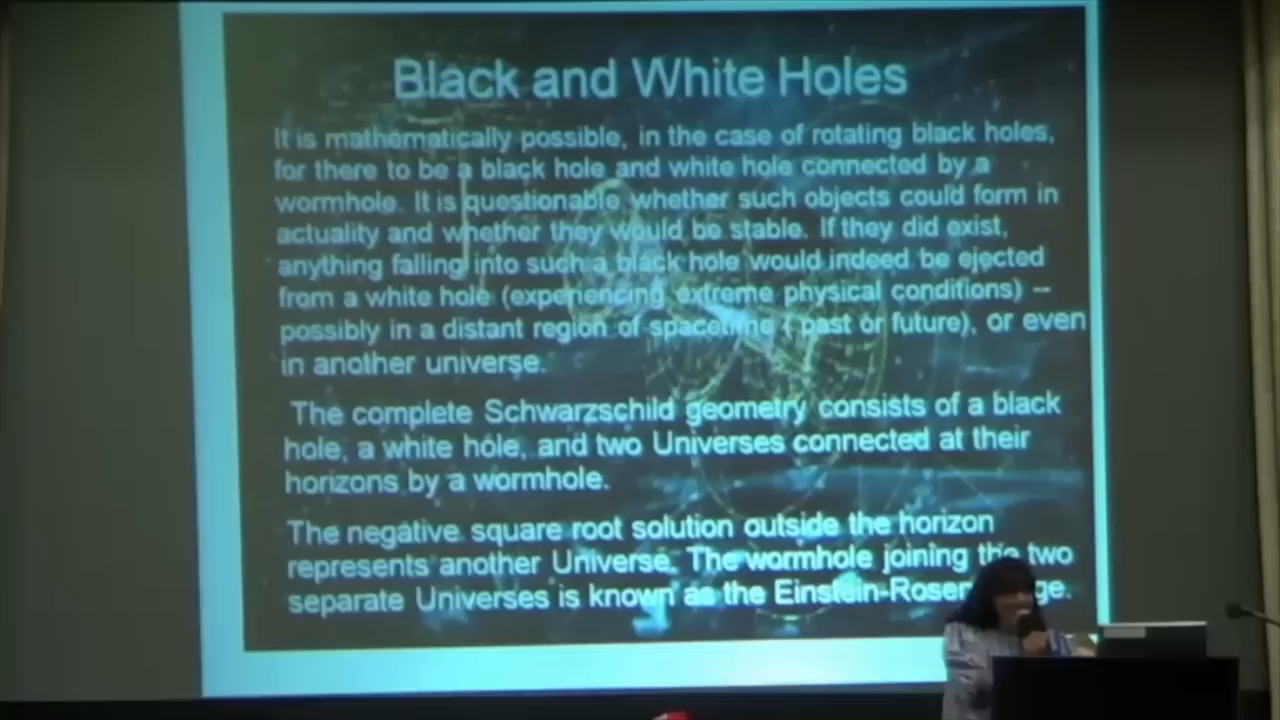 Black and White Holes
It is mathematically possible, in the case of rotating black holes,
for there to be a black hole and white hole connected by a
wormhole. It is questionable whether such objects could form in
actuality and whether they would be stable. If they did exist,
anything falling into such a black hole would indeed be ejected
from a white hole (experiencing extreme physical conditions) --
possibly in a distant region of spacetime ( past or future), or even
in another universe.
The complete Schwarzschild geometry consists of a black
hole, a white hole, and two Universes connected at their
horizons by a wormhole.
The negative square root solution outside the horizon
represents another Universe. The wormhole joining the two
separate Universes is known as the